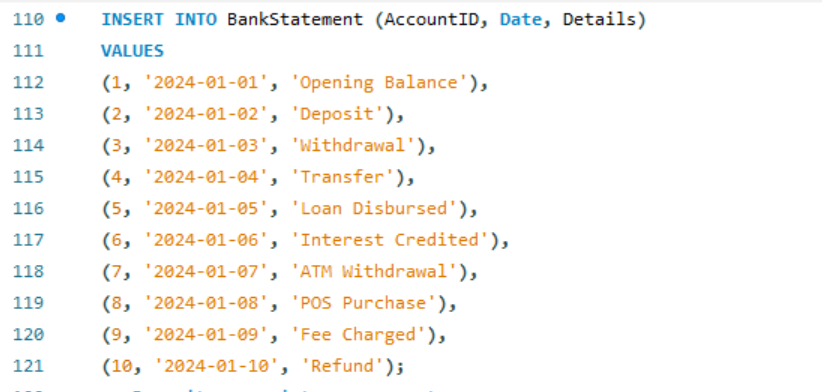 110 INSERT INTO BankStatement (AccountID, Date, Details)
111 VALUES
112 (1, '2024-01-01', 'Opening Balance'),
113 (2, '2024-01-02', 'Deposit'),
114 (3, '2024-01-03', 'Withdrawal'),
115 (4, '2024-01-04', 'Transfer'),
116 (5, '2024-01-05', 'Loan Disbursed'),
117 (6, '2024-01-06', 'Interest Credited'),
118 (7, '2024-01-07', 'ATM Withdrawal'),
119 (8, '2024-01-08', 'POS Purchase'),
120 (9, '2024-01-09', 'Fee Charged'),
121 (10, '2024-01-10', 'Refund');